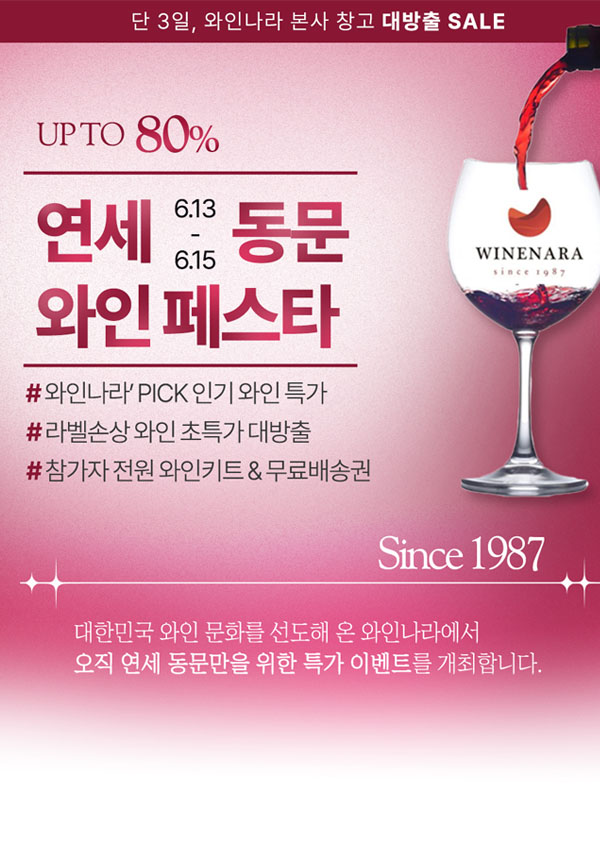 단 3일, 와인나라 본사 창고 대방출 SALE
UP TO 80%
연세 6.13 - 6.15 동문
와인 페스타
WINENARA
since 1987
#와인나라' PICK 인기 와인 특가
#라벨손상 와인 초특가 대방출
#참가자 전원 와인키트 & 무료배송권
Since 1987
대한민국 와인 문화를 선도해 온 와인나라에서
오직 연세 동문만을 위한 특가 이벤트를 개최합니다.